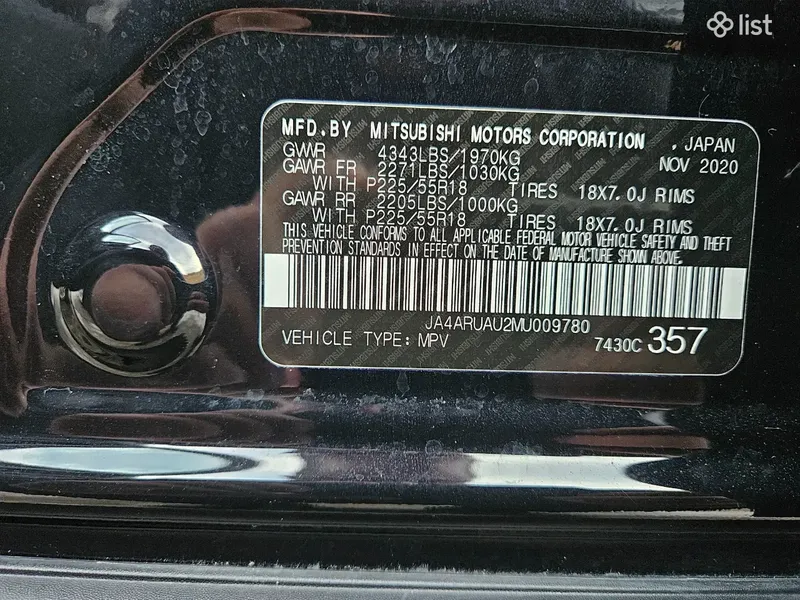 list
MFD.BY MITSUBISHI MOTORS CORPORATION , JAPAN
GVWR 4343LBS/1970KG NOV 2020
GAWR FR 2271LBS/1030KG
WITH P225/55R18 TIRES 18X7.0J RIMS
GAWR RR 2205LBS/1000KG
WITH P225/55R18 TIRES 18X7.0J RIMS
THIS VEHICLE CONFORMS TO ALL APPLICABLE FEDERAL MOTOR VEHICLE SAFETY AND THEFT
PREVENTION STANDARDS IN EFFECT ON THE DATE OF MANUFACTURE SHOWN ABOVE.
JA4ARUAU2MU009780
VEHICLE TYPE: MPV 7430C 357